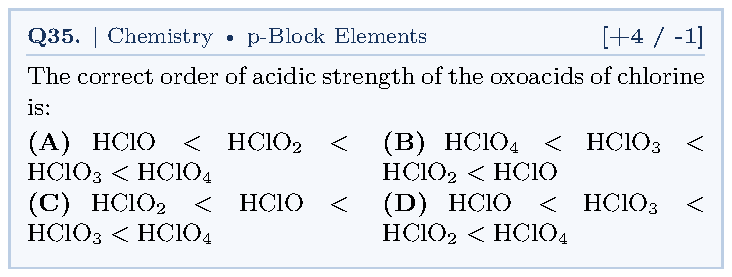 Q35. | Chemistry • p-Block Elements [+4 / -1]
The correct order of acidic strength of the oxoacids of chlorine
is:
(A) HClO < HClO₂ < HClO₃ < HClO₄
(B) HClO₄ < HClO₃ < HClO₂ < HClO
(C) HClO₂ < HClO < HClO₃ < HClO₄
(D) HClO < HClO₃ < HClO₂ < HClO₄